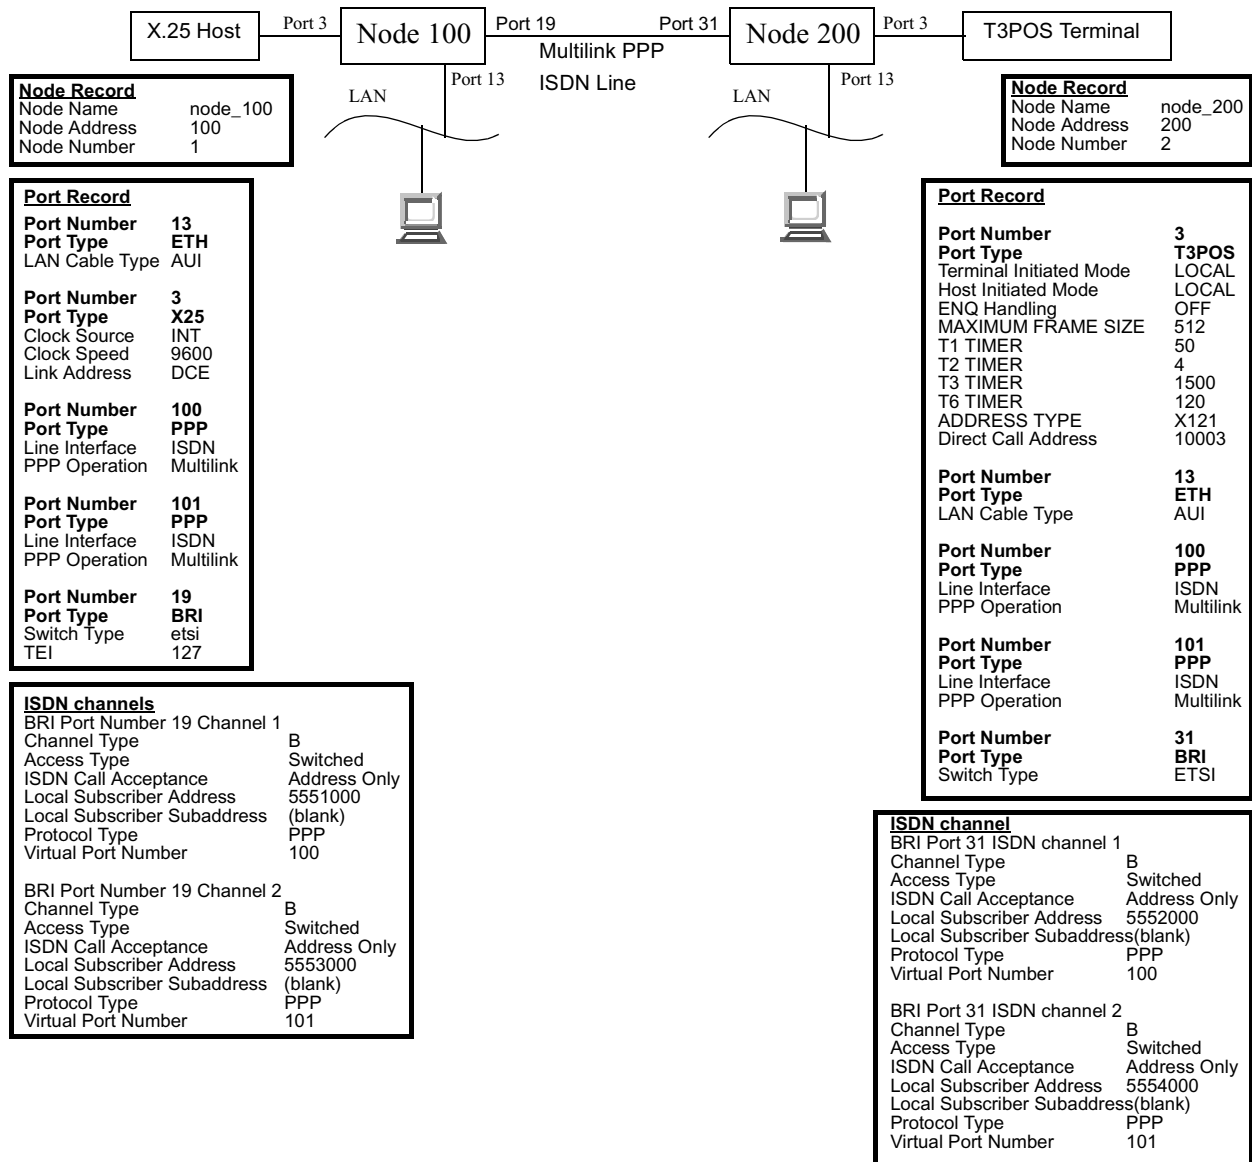 X.25 Host
Port 3
Node 100
Port 19
Port 31
Node 200
Port 3
T3POS Terminal
Multilink PPP
ISDN Line
LAN
Port 13
LAN
Port 13
Node Record
Node Name node_100
Node Address 100
Node Number 1
Node Record
Node Name node_200
Node Address 200
Node Number 2
Port Record
Port Number 13
Port Type ETH
LAN Cable Type AUI
Port Number 3
Port Type X25
Clock Source INT
Clock Speed 9600
Link Address DCE
Port Number 100
Port Type PPP
Line Interface ISDN
PPP Operation Multilink
Port Number 101
Port Type PPP
Line Interface ISDN
PPP Operation Multilink
Port Number 19
Port Type BRI
Switch Type etsi
TEI 127
ISDN channels
BRI Port Number 19 Channel 1
Channel Type B
Access Type Switched
ISDN Call Acceptance Address Only
Local Subscriber Address 5551000
Local Subscriber Subaddress (blank)
Protocol Type PPP
Virtual Port Number 100
BRI Port Number 19 Channel 2
Channel Type B
Access Type Switched
ISDN Call Acceptance Address Only
Local Subscriber Address 5553000
Local Subscriber Subaddress (blank)
Protocol Type PPP
Virtual Port Number 101
Port Record
Port Number 3
Port Type T3POS
Terminal Initiated Mode LOCAL
Host Initiated Mode LOCAL
ENQ Handling OFF
MAXIMUM FRAME SIZE 512
T1 TIMER 50
T2 TIMER 4
T3 TIMER 1500
T6 TIMER 120
ADDRESS TYPE X121
Direct Call Address 10003
Port Number 13
Port Type ETH
LAN Cable Type AUI
Port Number 100
Port Type PPP
Line Interface ISDN
PPP Operation Multilink
Port Number 101
Port Type PPP
Line Interface ISDN
PPP Operation Multilink
Port Number 31
Port Type BRI
Switch Type ETSI
ISDN channel
BRI Port 31 ISDN channel 1
Channel Type B
Access Type Switched
ISDN Call Acceptance Address Only
Local Subscriber Address 5552000
Local Subscriber Subaddress(blank)
Protocol Type PPP
Virtual Port Number 100
BRI Port 31 ISDN channel 2
Channel Type B
Access Type Switched
ISDN Call Acceptance Address Only
Local Subscriber Address 5554000
Local Subscriber Subaddress(blank)
Protocol Type PPP
Virtual Port Number 101